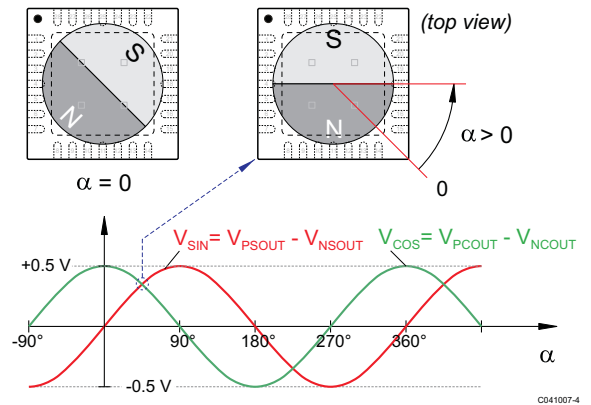 (top view)
S
N
S
N
α > 0
0
α = 0
V_SIN = V_PSOUT - V_NSOUT
V_COS = V_PCOUT - V_NCOUT
+0.5 V
-90°
90°
180°
270°
360°
α
-0.5 V
C041007-4